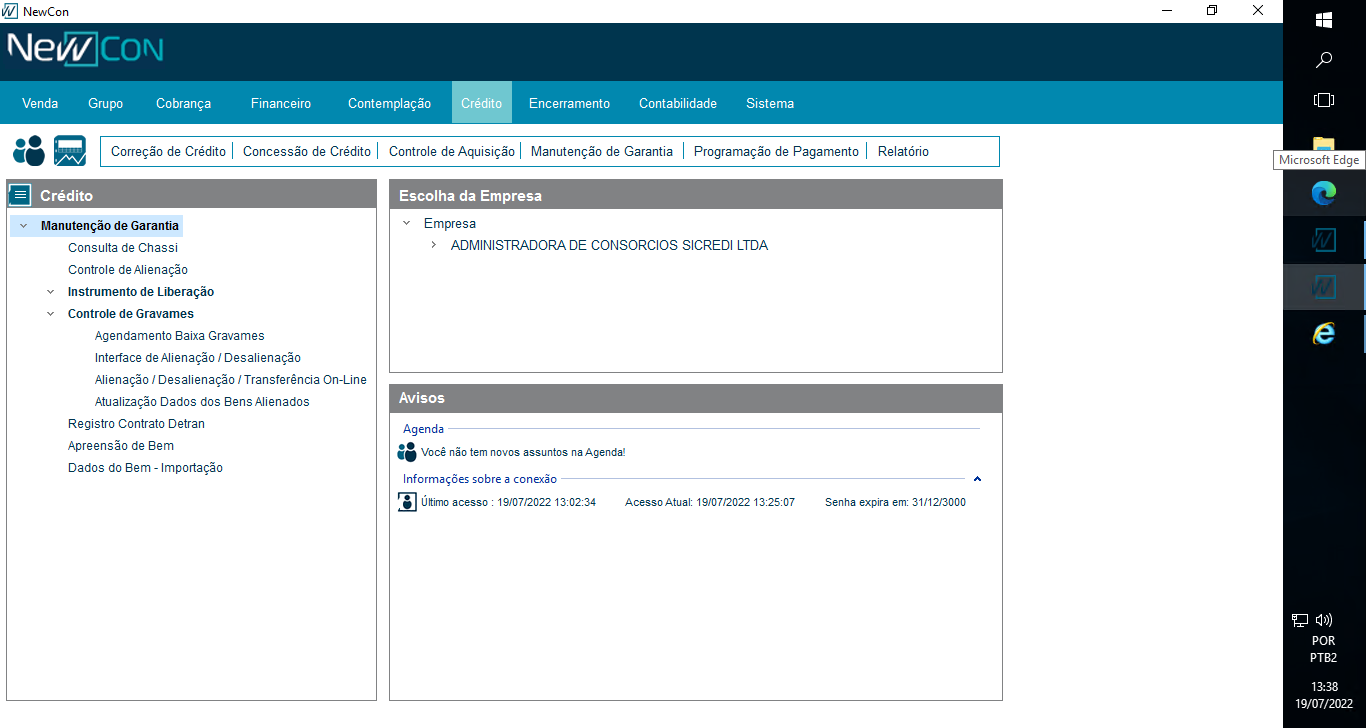 NewCon
NewCon
Venda Grupo Cobrança Financeiro Contemplação Crédito Encerramento Contabilidade Sistema
Correção de Crédito Concessão de Crédito Controle de Aquisição Manutenção de Garantia Programação de Pagamento Relatório
Microsoft Edge
Crédito
Manutenção de Garantia
Consulta de Chassi
Controle de Alienação
Instrumento de Liberação
Controle de Gravames
Agendamento Baixa Gravames
Interface de Alienação / Desalienação
Alienação / Desalienação / Transferência On-Line
Atualização Dados dos Bens Alienados
Registro Contrato Detran
Apreensão de Bem
Dados do Bem - Importação
Escolha da Empresa
Empresa
ADMINISTRADORA DE CONSORCIOS SICREDI LTDA
Avisos
Agenda
Você não tem novos assuntos na Agenda!
Informações sobre a conexão
Último acesso : 19/07/2022 13:02:34 Acesso Atual: 19/07/2022 13:25:07 Senha expira em: 31/12/3000
POR
PTB2
13:38
19/07/2022